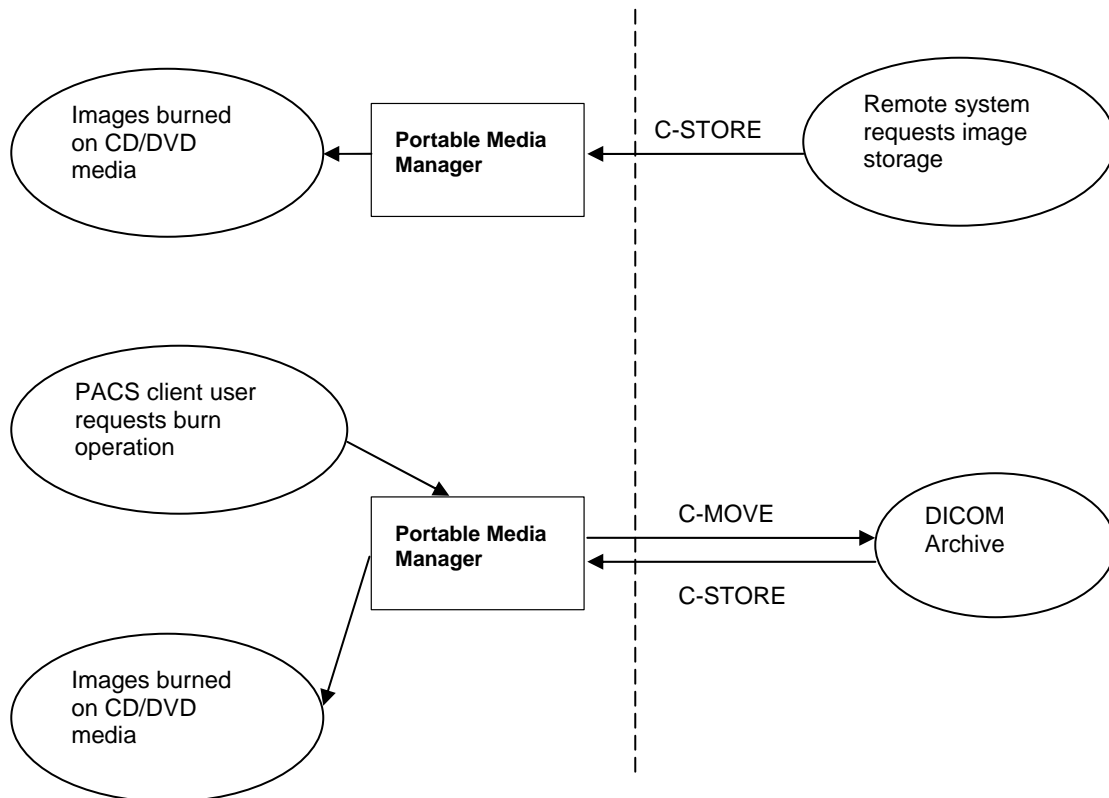 Images burned
on CD/DVD
media
Portable Media
Manager
C-STORE
Remote system
requests image
storage
PACS client user
requests burn
operation
Portable Media
Manager
C-MOVE
C-STORE
DICOM
Archive
Images burned
on CD/DVD
media